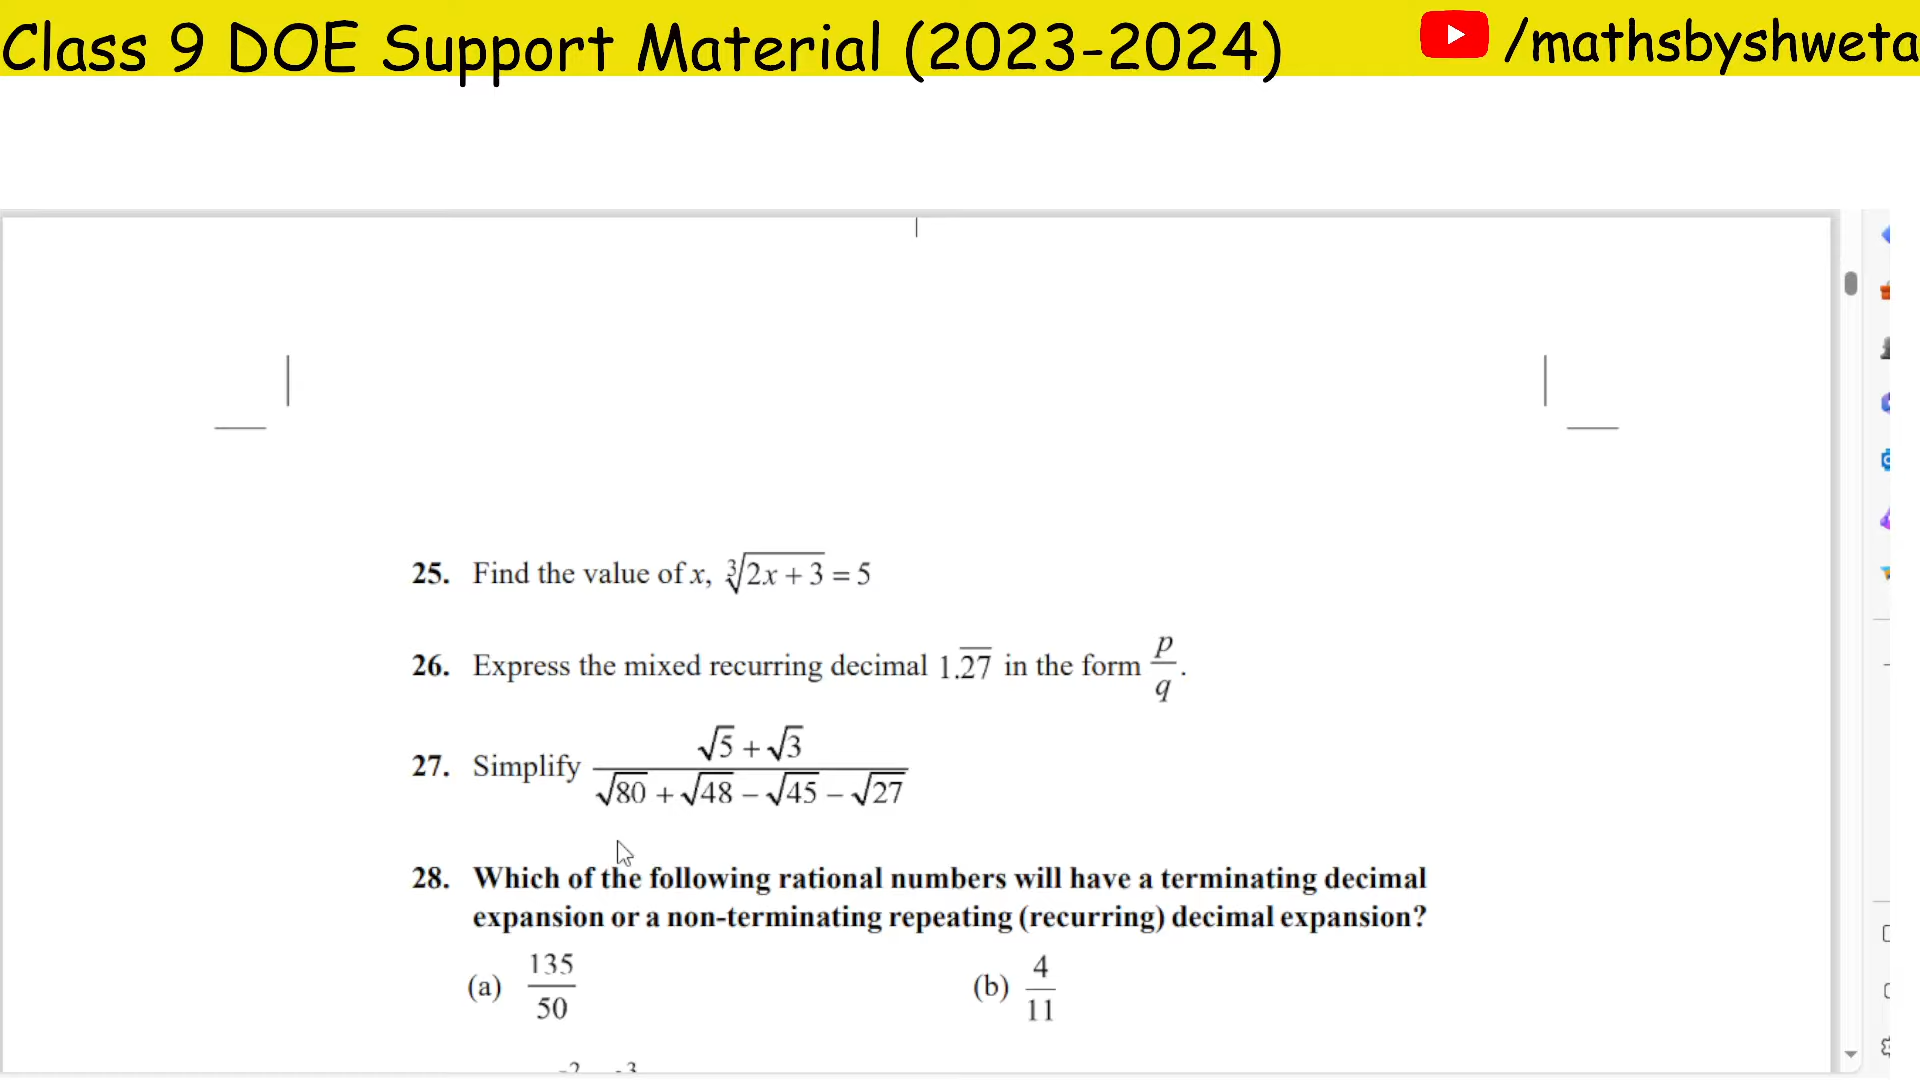 Class 9 DOE Support Material (2023-2024)
/mathsbyshweta
25. Find the value of x, ∛(2x + 3) = 5
26. Express the mixed recurring decimal 1.2̅7̅ in the form p/q.
27. Simplify (√5 + √3)/(√80 + √48 − √45 − √27)
28. Which of the following rational numbers will have a terminating decimal
expansion or a non-terminating repeating (recurring) decimal expansion?
(a) 135/50 (b) 4/11